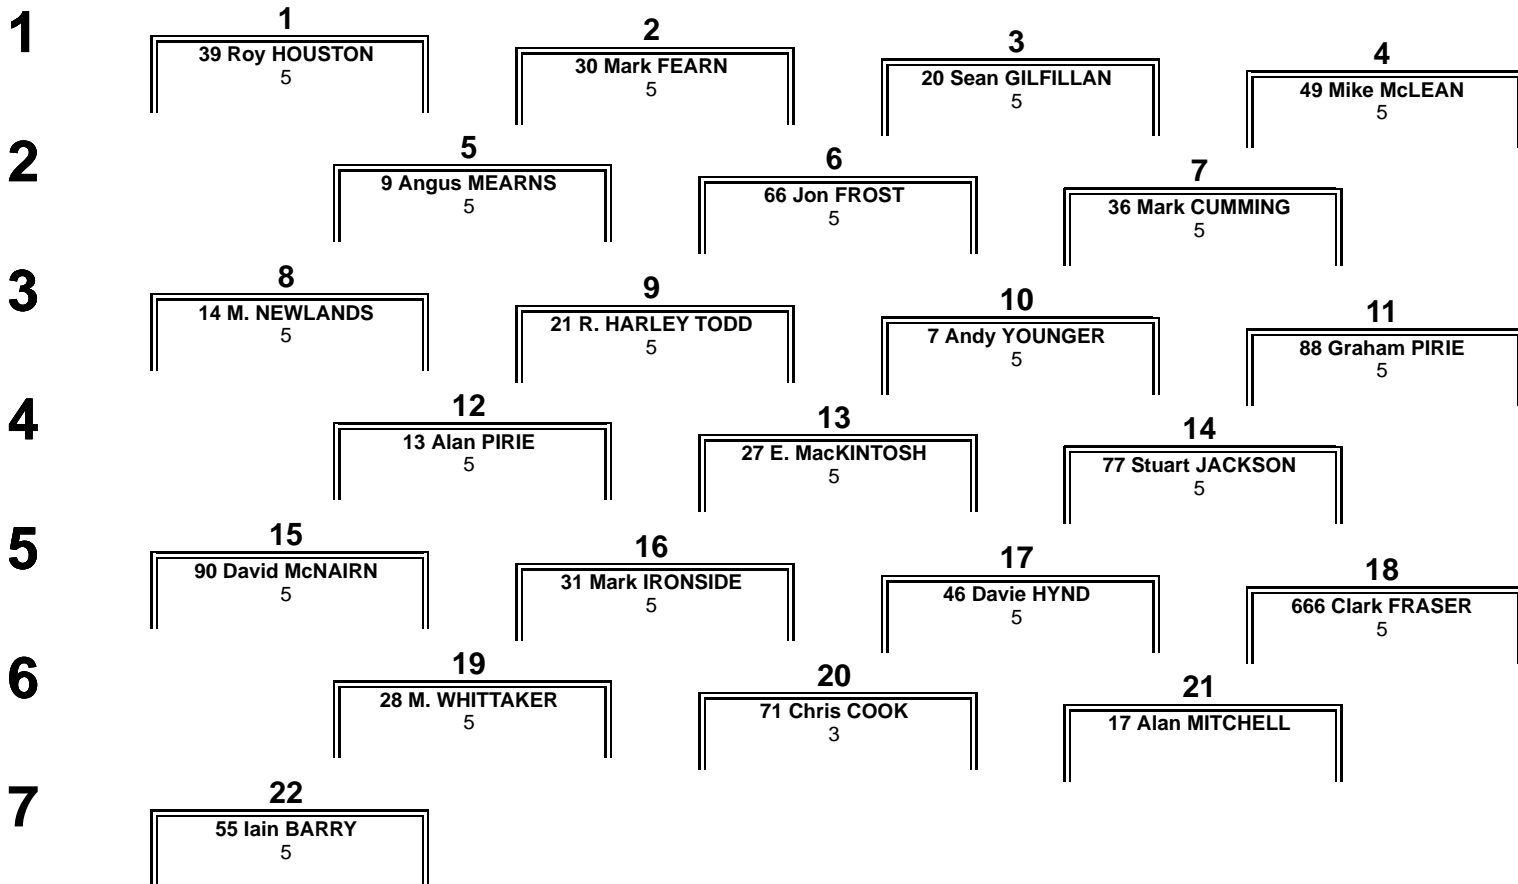 1
1
2
3
4
39 Roy HOUSTON
30 Mark FEARN
20 Sean GILFILLAN
49 Mike McLEAN
5
5
5
5
2
5
6
7
9 Angus MEARNS
66 Jon FROST
36 Mark CUMMING
5
5
5
3
8
9
10
11
14 M. NEWLANDS
21 R. HARLEY TODD
7 Andy YOUNGER
88 Graham PIRIE
5
5
5
5
4
12
13
14
13 Alan PIRIE
27 E. MacKINTOSH
77 Stuart JACKSON
5
5
5
5
15
16
17
18
90 David McNAIRN
31 Mark IRONSIDE
46 Davie HYND
666 Clark FRASER
5
5
5
5
6
19
20
21
28 M. WHITTAKER
71 Chris COOK
17 Alan MITCHELL
5
3
7
22
55 Iain BARRY
5